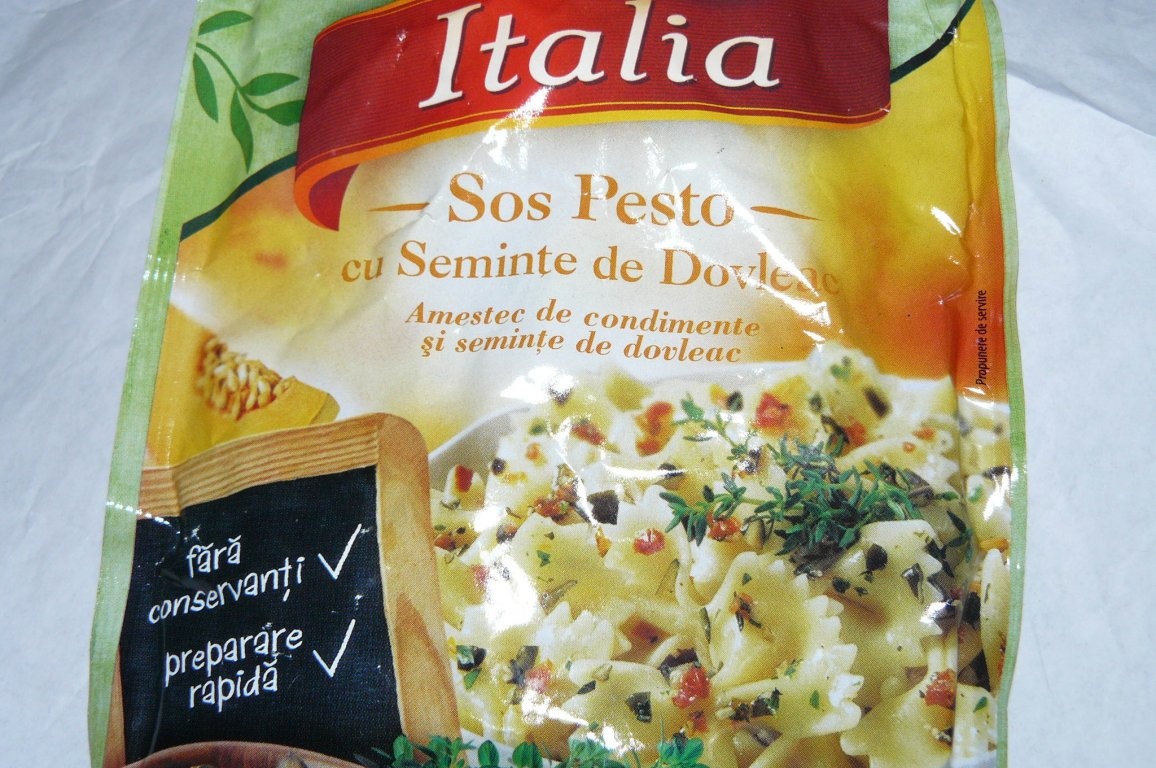 Italia
Sos Pesto
cu Seminţe de Dovleac
Amestec de condimente
şi seminţe de dovleac
Propunere de servire
fără
conservanţi
preparare
rapidă